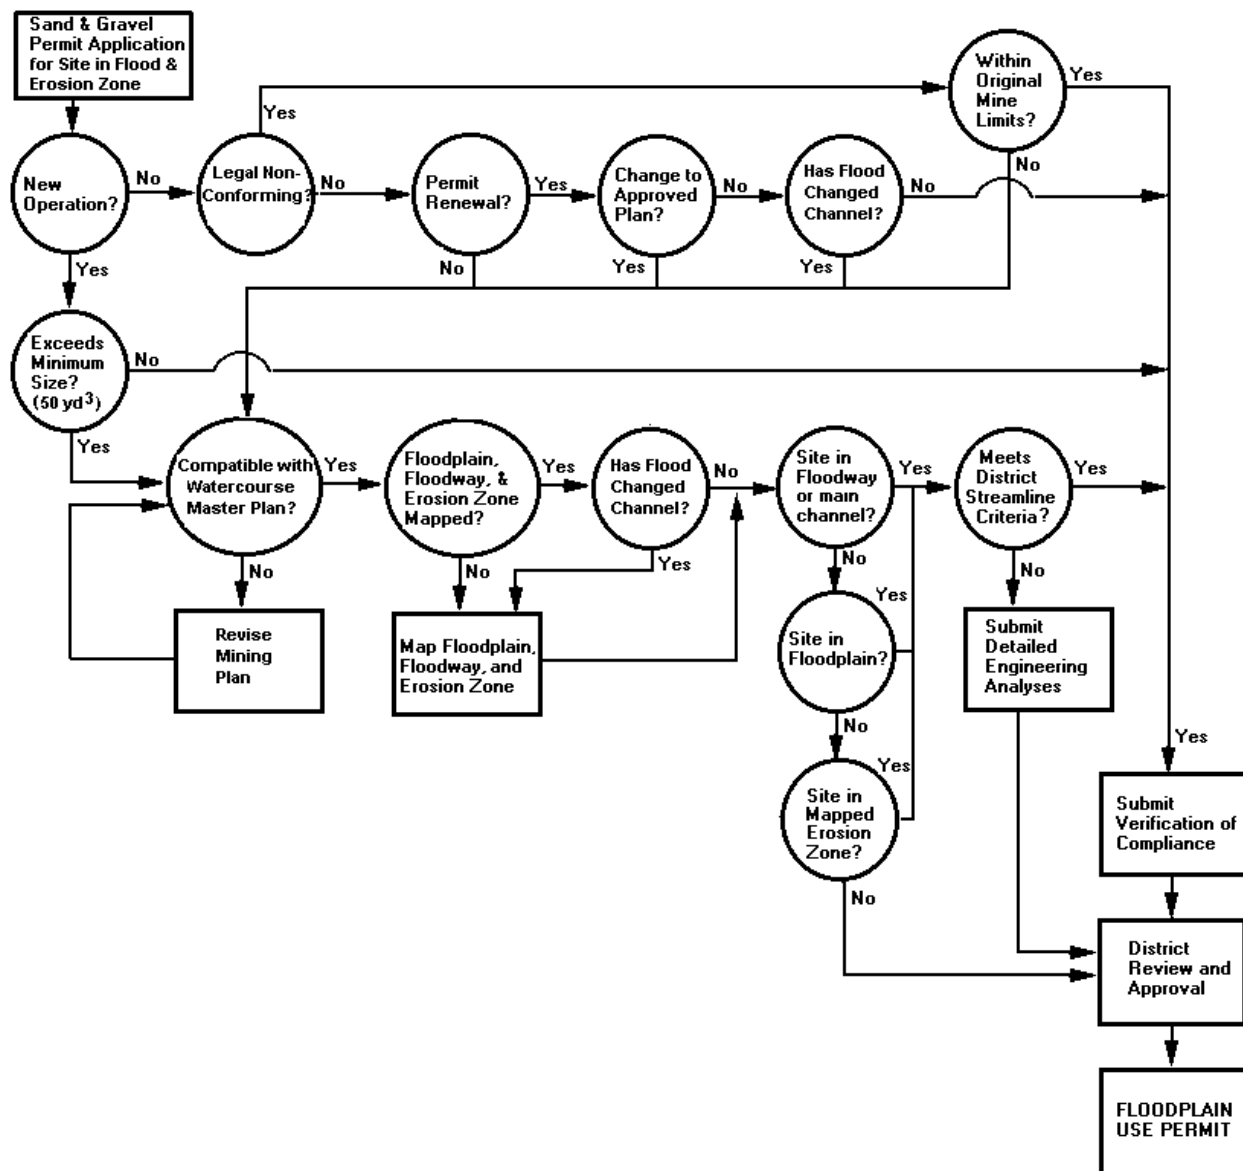 Sand & Gravel
Permit Application
for Site in Flood &
Erosion Zone
Within
Original
Mine
Limits?
Yes
Yes
No
New
Operation?
No
Legal Non-
Conforming?
No
Permit
Renewal?
Yes
Change to
Approved
Plan?
No
Has Flood
Changed
Channel?
No
Yes
No
Yes
Yes
Exceeds
Minimum
Size?
(50 yd³)
No
Yes
Compatible with
Watercourse
Master Plan?
Yes
Floodplain,
Floodway, &
Erosion Zone
Mapped?
Yes
Has Flood
Changed
Channel?
No
Site in
Floodway
or main
channel?
Yes
Meets
District
Streamline
Criteria?
Yes
No
No
Yes
No
No
Revise
Mining
Plan
Map Floodplain,
Floodway, and
Erosion Zone
Yes
Site in
Floodplain?
Submit
Detailed
Engineering
Analyses
No
Yes
Yes
Site in
Mapped
Erosion
Zone?
No
Submit
Verification of
Compliance
District
Review and
Approval
FLOODPLAIN
USE PERMIT